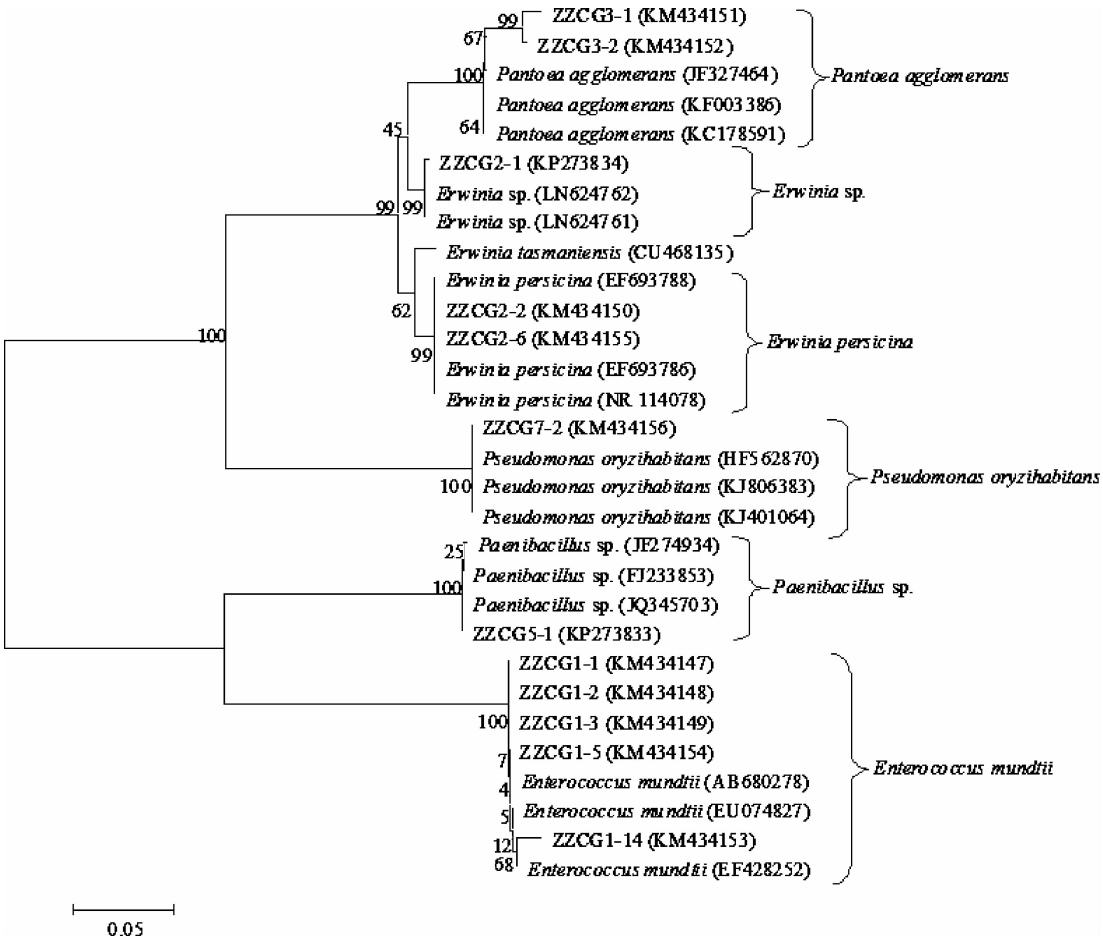 99 ZZCG3-1 (KM434151)
67 ZZCG3-2 (KM434152)
100 Pantoea agglomerans (JF327464) Pantoea agglomerans
Pantoea agglomerans (KF003386)
64 Pantoea agglomerans (KC178591)
45
ZZCG2-1 (KP273834)
Erwinia sp. (LN624762) Erwinia sp.
99 99 Erwinia sp. (LN624761)
Erwinia tasmaniensis (CU468135)
Erwinia persicina (EF693788)
62 ZZCG2-2 (KM434150)
100 ZZCG2-6 (KM434155) Erwinia persicina
99 Erwinia persicina (EF693786)
Erwinia persicina (NR 114078)
ZZCG7-2 (KM434156)
Pseudomonas oryzihabitans (HF562870) Pseudomonas oryzihabitans
100 Pseudomonas oryzihabitans (KJ806383)
Pseudomonas oryzihabitans (KJ401064)
25 Paenibacillus sp. (JF274934)
Paenibacillus sp. (FJ233853) Paenibacillus sp.
100 Paenibacillus sp. (JQ345703)
ZZCG5-1 (KP273833)
ZZCG1-1 (KM434147)
ZZCG1-2 (KM434148)
100 ZZCG1-3 (KM434149)
7 ZZCG1-5 (KM434154) Enterococcus mundtii
4 Enterococcus mundtii (AB680278)
5 Enterococcus mundtii (EU074827)
12 ZZCG1-14 (KM434153)
68 Enterococcus mundtii (EF428252)
0.05